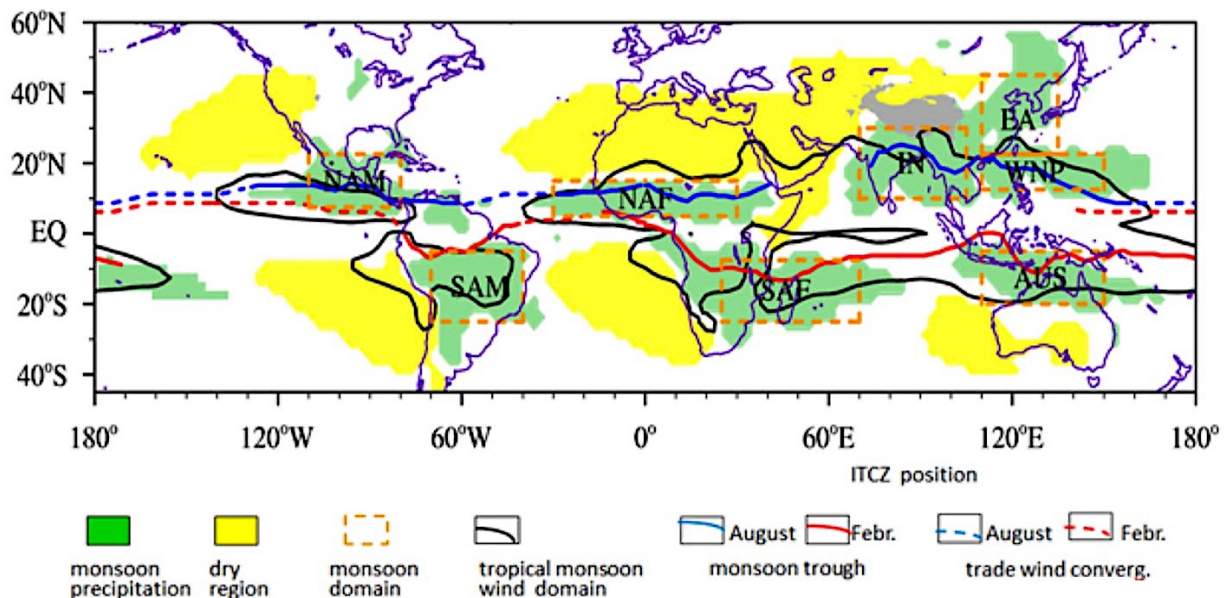 60°N
40°N
20°N
EQ
20°S
40°S
NAM
NAF
IN
EA
WNP
SAM
SAF
AUS
180° 120°W 60°W 0° 60°E 120°E 180°
ITCZ position
August Febr. August Febr.
monsoon precipitation
dry region
monsoon domain
tropical monsoon wind domain
monsoon trough
trade wind converg.